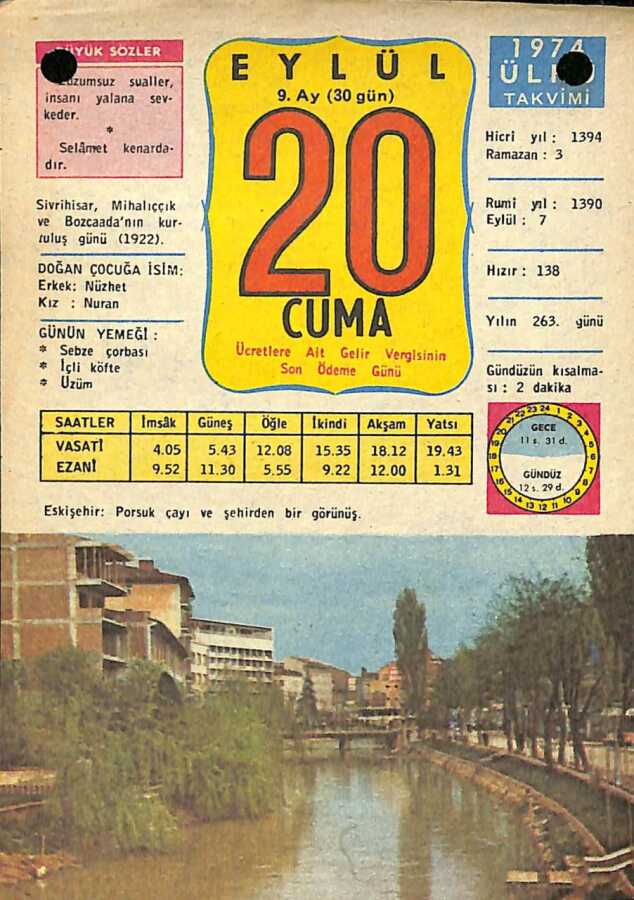 BÜYÜK SÖZLER
Lüzumsuz sualler,
insanı yalana sev-
keder.
*
Selâmet kenarda-
dır.
Sivrihisar, Mihalıççık
ve Bozcaada'nın kur-
tuluş günü (1922).
DOĞAN ÇOCUĞA İSİM:
Erkek: Nüzhet
Kız : Nuran
GÜNÜN YEMEĞİ :
* Sebze çorbası
* İçli köfte
* Üzüm
EYLÜL
9. Ay (30 gün)
20
CUMA
Ücretlere Ait Gelir Vergisinin
Son Ödeme Günü
1974
TAKVİMİ
Hicri yıl : 1394
Ramazan : 3
Rumi yıl : 1390
Eylül : 7
Hızır : 138
Yılın 263. günü
Gündüzün kısalma-
sı : 2 dakika
SAATLER İmsâk Güneş Öğle İkindi Akşam Yatsı
VASATİ 4.05 5.43 12.08 15.35 18.12 19.43
EZANİ 9.52 11.30 5.55 9.22 12.00 1.31
GECE
11 s. 31 d.
GÜNDÜZ
12 s. 29 d.
Eskişehir: Porsuk çayı ve şehirden bir görünüş.